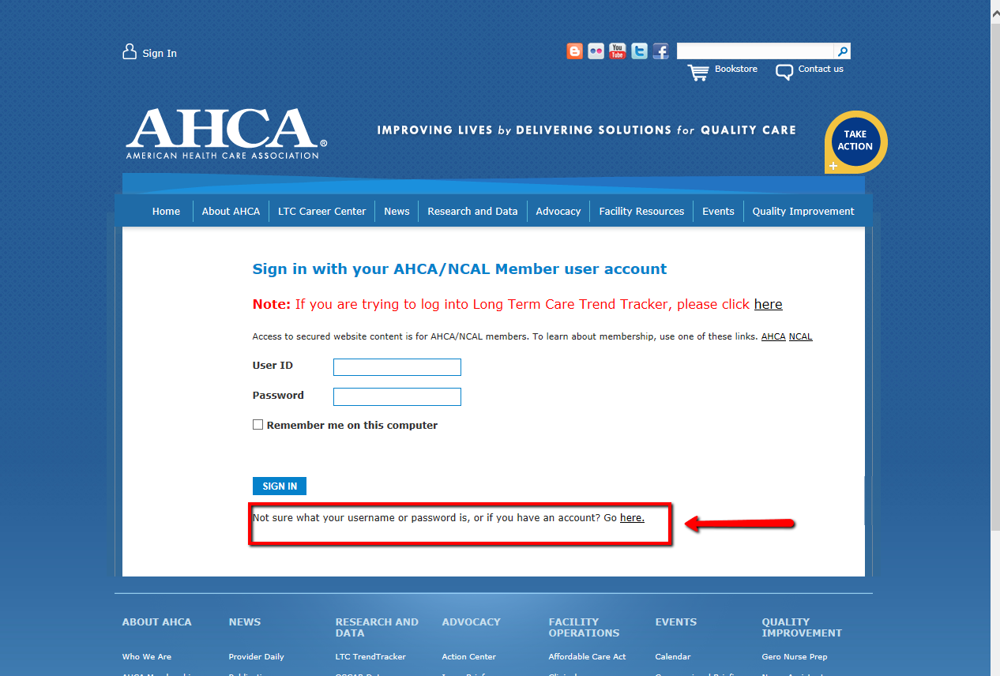 Sign In
You Tube
Bookstore
Contact us
AHCA®
AMERICAN HEALTH CARE ASSOCIATION
IMPROVING LIVES by DELIVERING SOLUTIONS for QUALITY CARE
TAKE
ACTION
Home
About AHCA
LTC Career Center
News
Research and Data
Advocacy
Facility Resources
Events
Quality Improvement
Sign in with your AHCA/NCAL Member user account
Note: If you are trying to log into Long Term Care Trend Tracker, please click here
Access to secured website content is for AHCA/NCAL members. To learn about membership, use one of these links. AHCA NCAL
User ID
Password
Remember me on this computer
SIGN IN
Not sure what your username or password is, or if you have an account? Go here.
ABOUT AHCA
NEWS
RESEARCH AND
DATA
ADVOCACY
FACILITY
OPERATIONS
EVENTS
QUALITY
IMPROVEMENT
Who We Are
Provider Daily
LTC TrendTracker
Action Center
Affordable Care Act
Calendar
Gero Nurse Prep